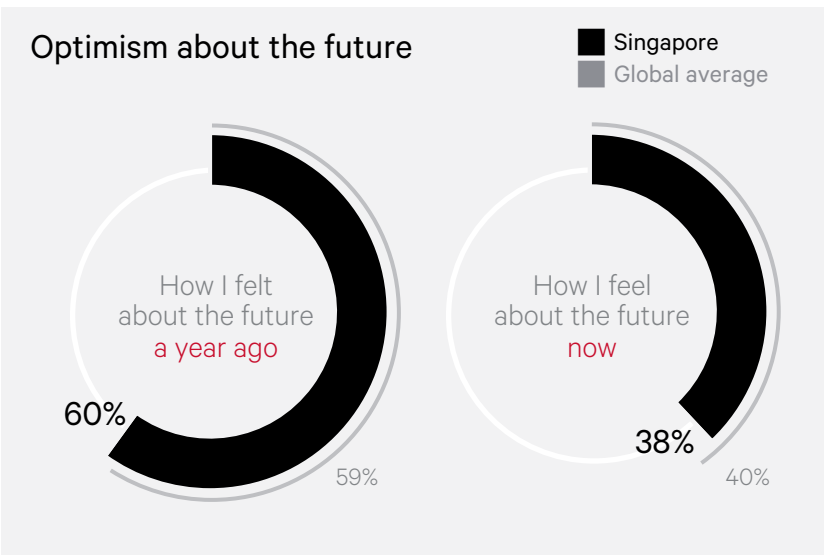 Optimism about the future
Singapore
Global average
How I felt
about the future
a year ago
60%
59%
How I feel
about the future
now
38%
40%